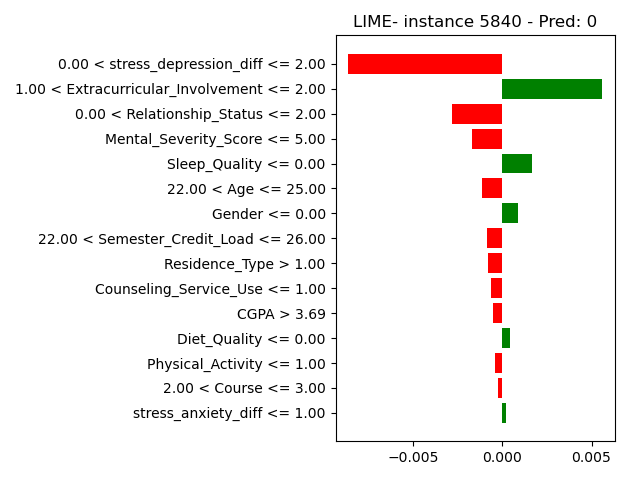 LIME- instance 5840 - Pred: 0
0.00 < stress_depression_diff <= 2.00
1.00 < Extracurricular_Involvement <= 2.00
0.00 < Relationship_Status <= 2.00
Mental_Severity_Score <= 5.00
Sleep_Quality <= 0.00
22.00 < Age <= 25.00
Gender <= 0.00
22.00 < Semester_Credit_Load <= 26.00
Residence_Type > 1.00
Counseling_Service_Use <= 1.00
CGPA > 3.69
Diet_Quality <= 0.00
Physical_Activity <= 1.00
2.00 < Course <= 3.00
stress_anxiety_diff <= 1.00
−0.005 0.000 0.005